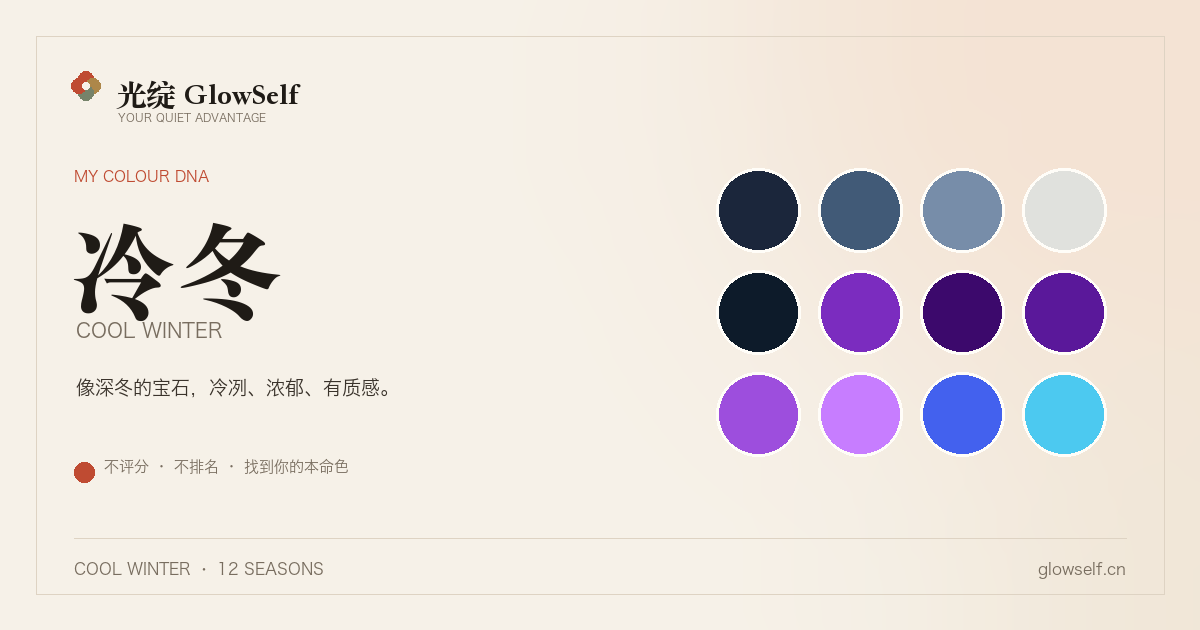 光绽 GlowSelf
YOUR QUIET ADVANTAGE
MY COLOUR DNA
冷冬
COOL WINTER
像深冬的宝石，冷冽、浓郁、有质感。
不评分 · 不排名 · 找到你的本命色
COOL WINTER · 12 SEASONS
glowself.cn